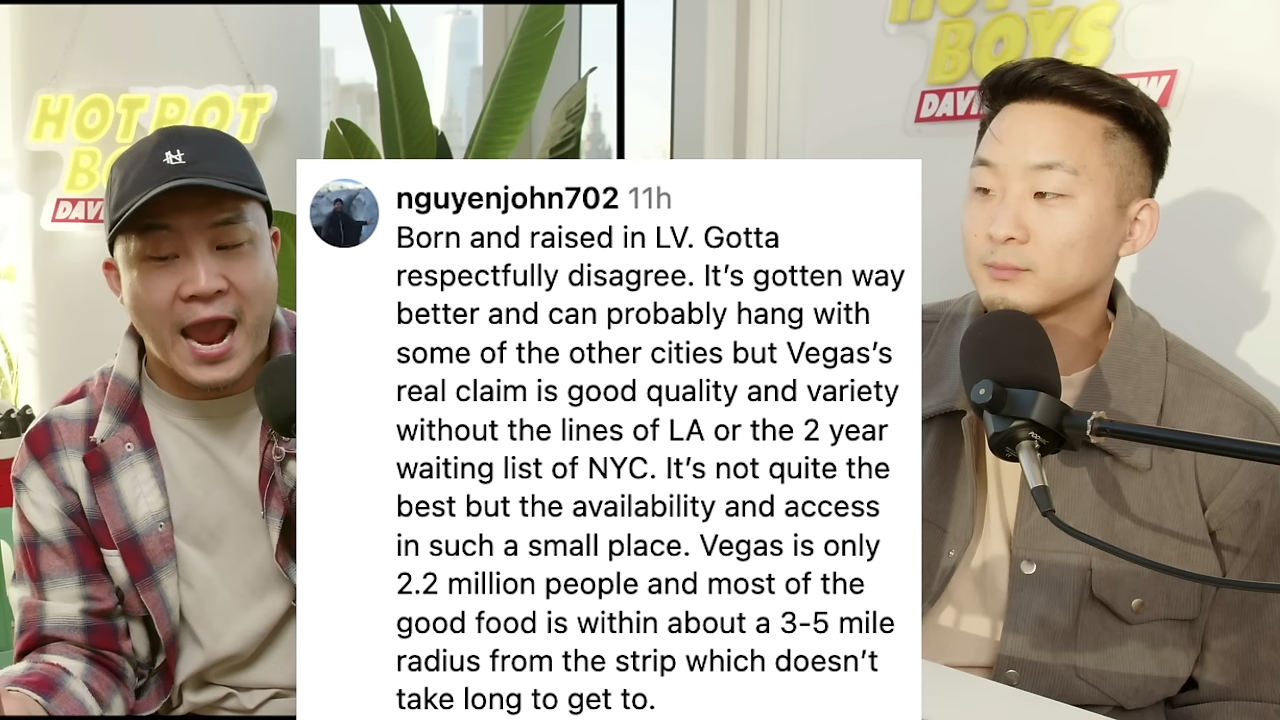 HOTPOT
BO
DAVI
BOYS
DAVI
EW
nguyenjohn702 11h
Born and raised in LV. Gotta
respectfully disagree. It's gotten way
better and can probably hang with
some of the other cities but Vegas's
real claim is good quality and variety
without the lines of LA or the 2 year
waiting list of NYC. It's not quite the
best but the availability and access
in such a small place. Vegas is only
2.2 million people and most of the
good food is within about a 3-5 mile
radius from the strip which doesn't
take long to get to.